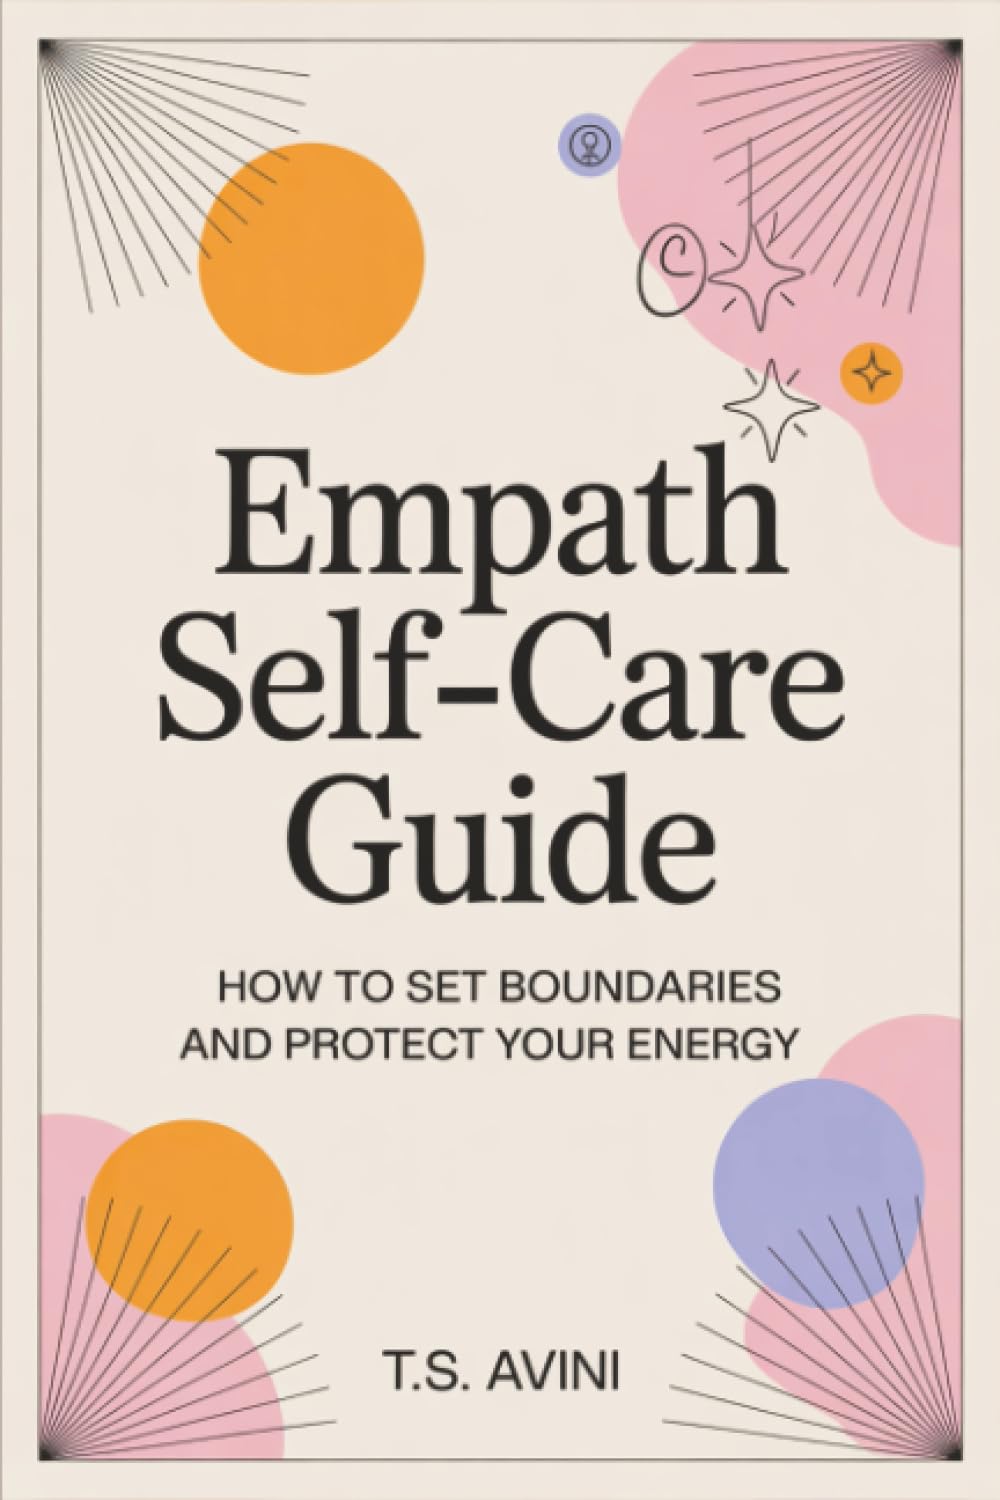 Empath
Self-Care
Guide
HOW TO SET BOUNDARIES
AND PROTECT YOUR ENERGY
T.S. AVINI